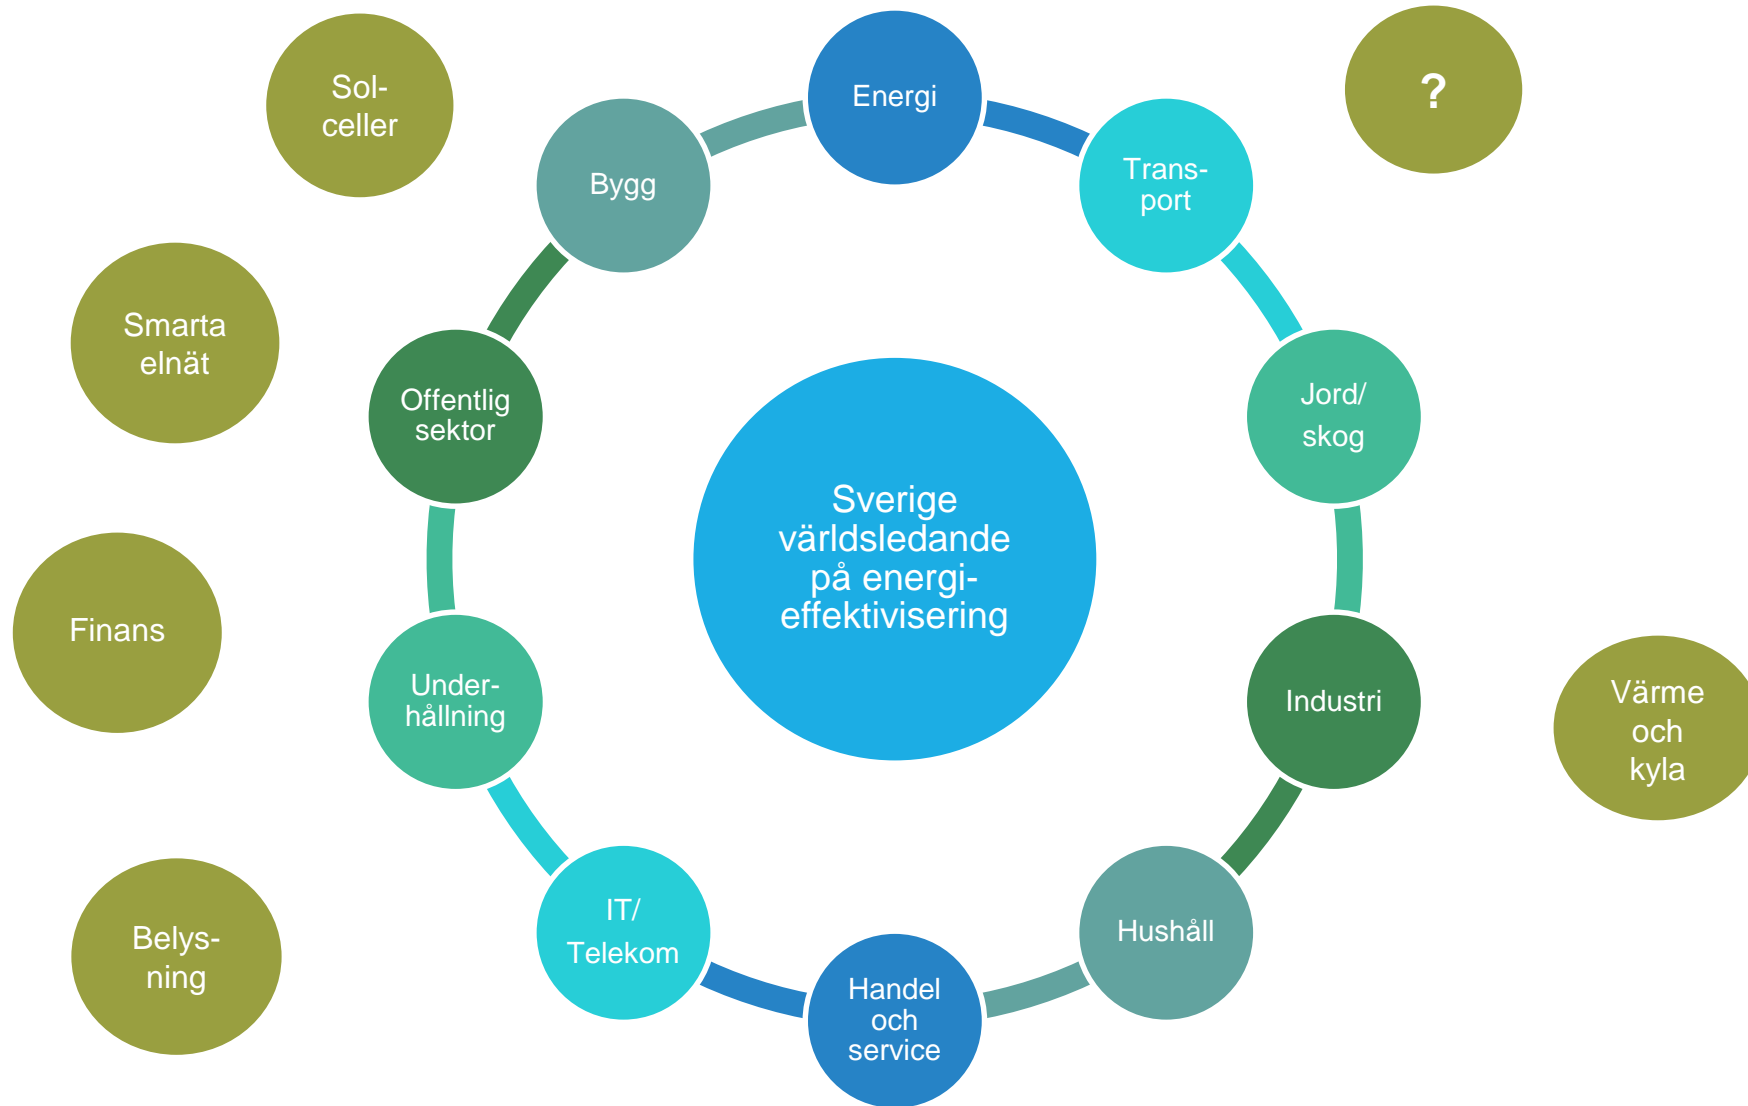 Sol-
celler
Energi
?
Bygg
Trans-
port
Smarta
elnät
Offentlig
sektor
Jord/
skog
Sverige
världsledande
på energi-
effektivisering
Finans
Under-
hållning
Industri
Värme
och
kyla
Belys-
ning
IT/
Telekom
Handel
och
service
Hushåll